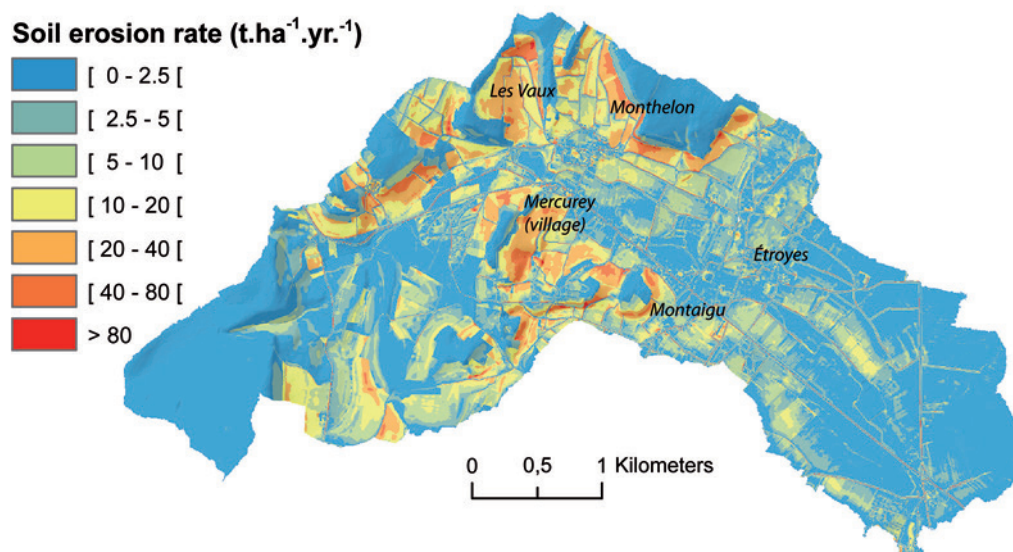 Soil erosion rate (t.ha⁻¹.yr.⁻¹)
[ 0 - 2.5 [
[ 2.5 - 5 [
[ 5 - 10 [
[ 10 - 20 [
[ 20 - 40 [
[ 40 - 80 [
> 80
Les Vaux
Monthelon
Mercurey
(village)
Étroyes
Montaigu
0 0,5 1 Kilometers